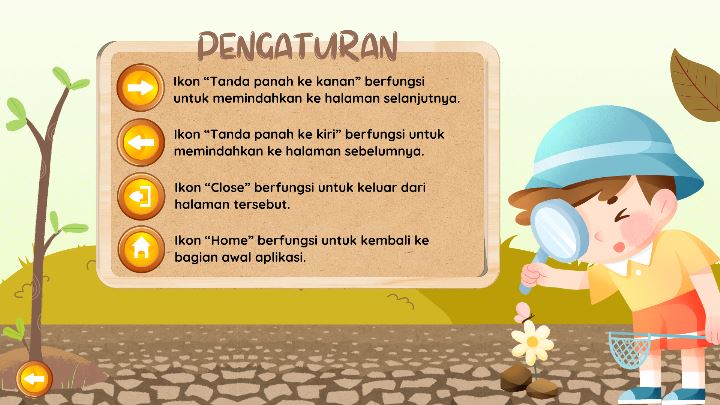 PENGATURAN
Ikon “Tanda panah ke kanan” berfungsi
untuk memindahkan ke halaman selanjutnya.
Ikon “Tanda panah ke kiri” berfungsi untuk
memindahkan ke halaman sebelumnya.
Ikon “Close” berfungsi untuk keluar dari
halaman tersebut.
Ikon “Home” berfungsi untuk kembali ke
bagian awal aplikasi.